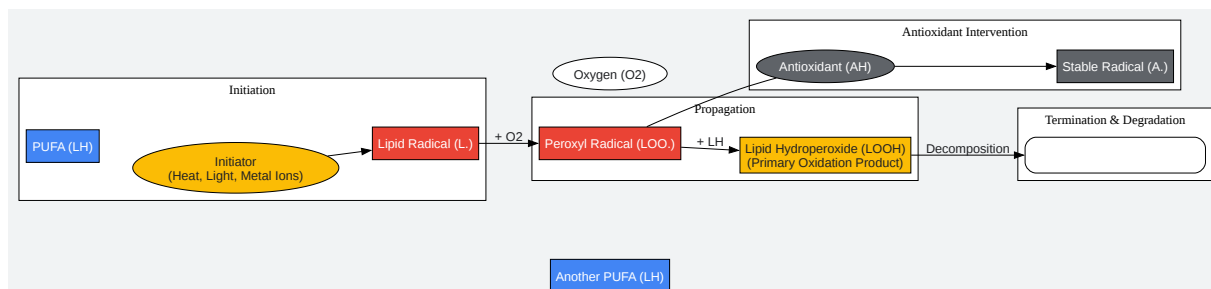 Antioxidant Intervention
Antioxidant (AH)
Stable Radical (A.)
Oxygen (O2)
Initiation
PUFA (LH)
Initiator
(Heat, Light, Metal Ions)
Lipid Radical (L.)
+ O2
Propagation
Peroxyl Radical (LOO.)
+ LH
Lipid Hydroperoxide (LOOH)
(Primary Oxidation Product)
Decomposition
Termination & Degradation
Another PUFA (LH)